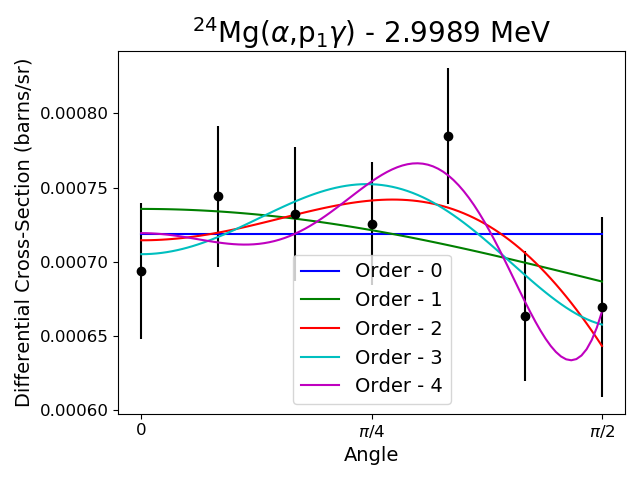 ²⁴Mg(α,p₁γ) - 2.9989 MeV
Differential Cross-Section (barns/sr)
0.00080
0.00075
0.00070
0.00065
0.00060
Order - 0
Order - 1
Order - 2
Order - 3
Order - 4
0 π/4 π/2
Angle